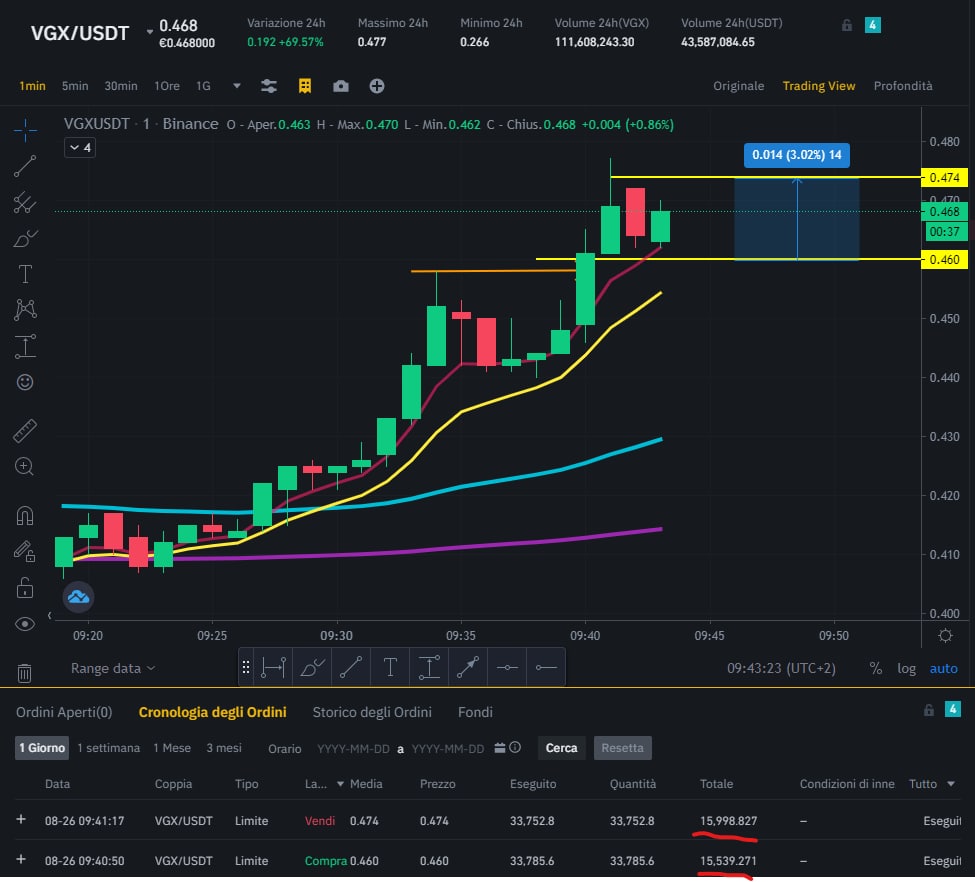 VGX/USDT 0.468 €0.468000 Variazione 24h 0.192 +69.57% Massimo 24h 0.477 Minimo 24h 0.266 Volume 24h(VGX) 111,608,243.30 Volume 24h(USDT) 43,587,084.65 4
1min 5min 30min 1Ore 1G Originale Trading View Profondità
VGXUSDT · 1 · Binance O - Aper.0.463 H - Max.0.470 L - Min.0.462 C - Chius.0.468 +0.004 (+0.86%)
4
0.480
0.014 (3.02%) 14
0.474
0.470
0.468
00:37
0.460
0.450
0.440
0.430
0.420
0.410
0.400
09:20 09:25 09:30 09:35 09:40 09:45 09:50
Range data 09:43:23 (UTC+2) % log auto
Ordini Aperti(0) Cronologia degli Ordini Storico degli Ordini Fondi 4
1 Giorno 1 settimana 1 Mese 3 mesi Orario YYYY-MM-DD a YYYY-MM-DD Cerca Resetta
Data Coppia Tipo La... Media Prezzo Eseguito Quantità Totale Condizioni di inne Tutto
08-26 09:41:17 VGX/USDT Limite Vendi 0.474 0.474 33,752.8 33,752.8 15,998.827 – Eseguit
08-26 09:40:50 VGX/USDT Limite Compra 0.460 0.460 33,785.6 33,785.6 15,539.271 – Eseguit